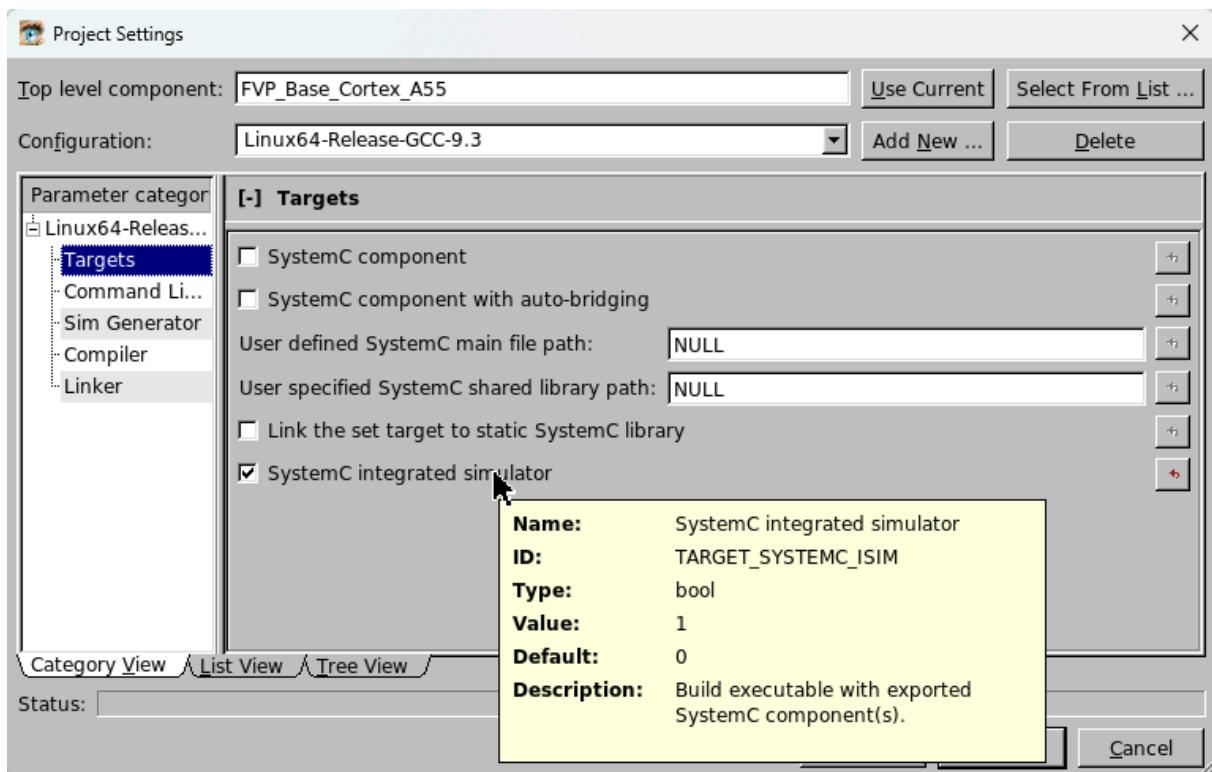 Project Settings
Top level component: FVP_Base_Cortex_A55 Use Current Select From List ...
Configuration: Linux64-Release-GCC-9.3 Add New ... Delete
Parameter categor
Linux64-Releas...
Targets
Command Li...
Sim Generator
Compiler
Linker
[-] Targets
SystemC component
SystemC component with auto-bridging
User defined SystemC main file path: NULL
User specified SystemC shared library path: NULL
Link the set target to static SystemC library
SystemC integrated simulator
Name: SystemC integrated simulator
ID: TARGET_SYSTEMC_ISIM
Type: bool
Value: 1
Default: 0
Description: Build executable with exported
SystemC component(s).
Category View List View Tree View
Status:
Cancel